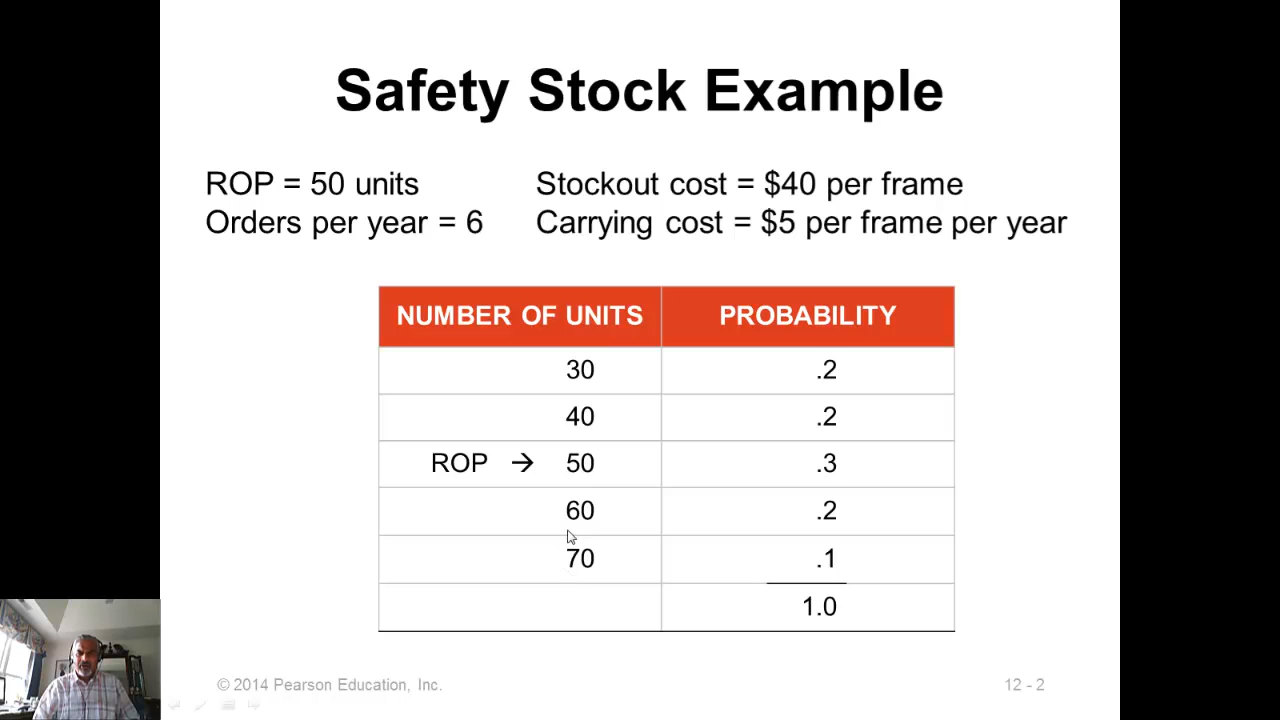 Safety Stock Example
ROP = 50 units Stockout cost = $40 per frame
Orders per year = 6 Carrying cost = $5 per frame per year
NUMBER OF UNITS PROBABILITY
30 .2
40 .2
ROP → 50 .3
60 .2
70 .1
1.0
© 2014 Pearson Education, Inc. 12 - 2